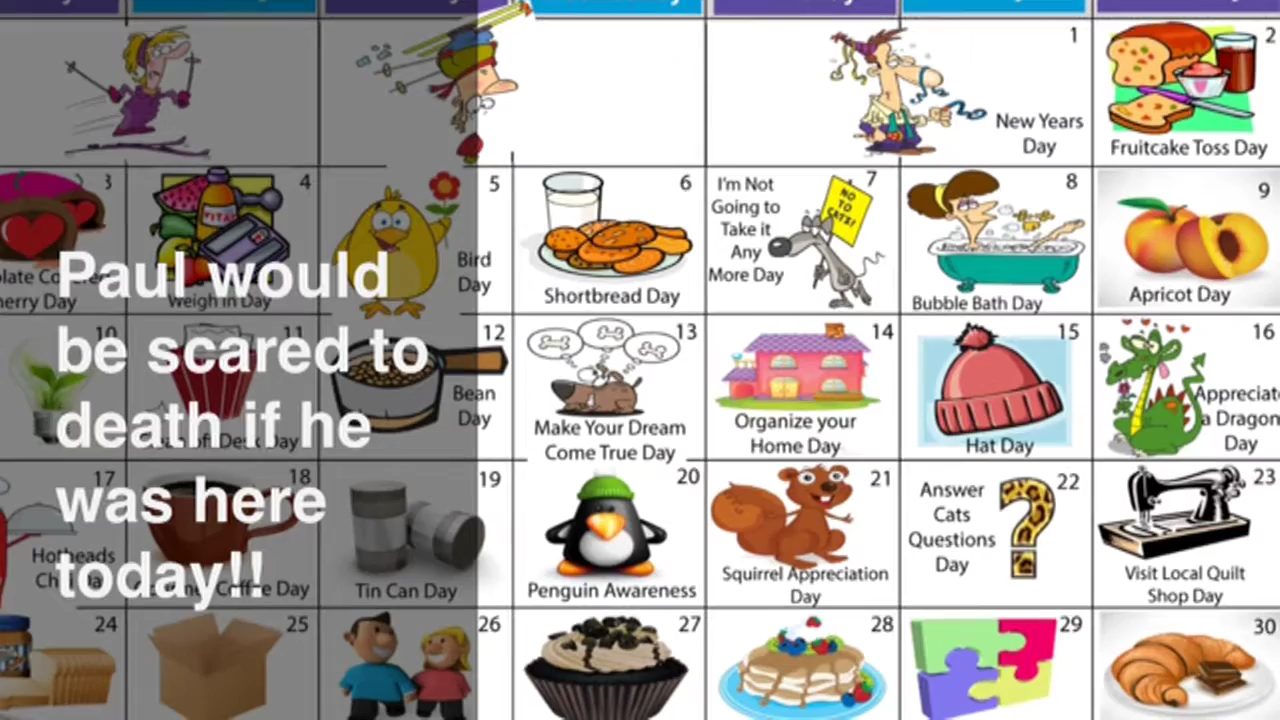 1
New Years
Day
2
Fruitcake Toss Day
3
4
Weigh in Day
5
Bird
Day
6
Shortbread Day
7
I'm Not
Going to
Take it
Any
More Day
NO
TO
CATS!
8
Bubble Bath Day
9
Apricot Day
10
11
12
Bean
Day
13
Make Your Dream
Come True Day
14
Organize your
Home Day
15
Hat Day
16
Appreciate
a Dragon
Day
17
Hotheads
18
Coffee Day
19
Tin Can Day
20
Penguin Awareness
21
Squirrel Appreciation
Day
22
Answer
Cats
Questions
Day
?
23
Visit Local Quilt
Shop Day
24
25
26
27
28
29
30
Paul would
be scared to
death if he
was here
today!!